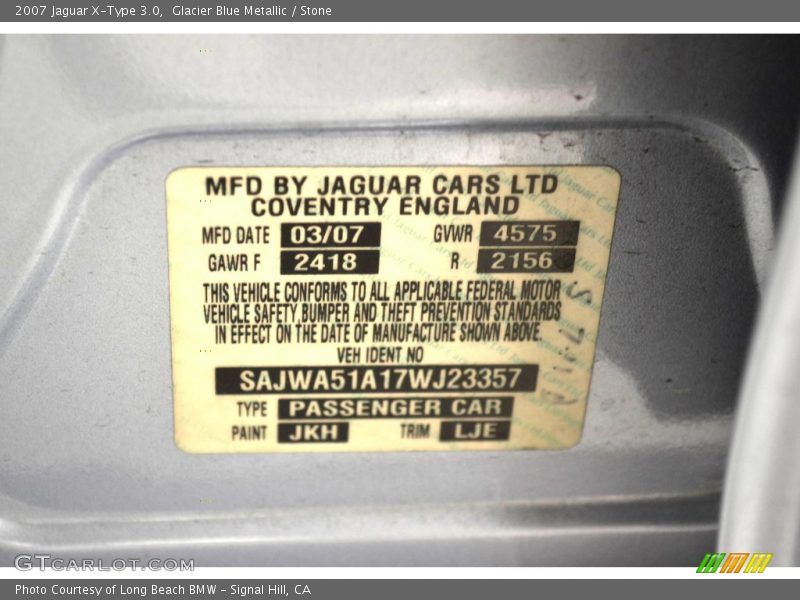 2007 Jaguar X-Type 3.0, Glacier Blue Metallic / Stone
MFD BY JAGUAR CARS LTD
COVENTRY ENGLAND
MFD DATE 03/07 GVWR 4575
GAWR F 2418 R 2156
THIS VEHICLE CONFORMS TO ALL APPLICABLE FEDERAL MOTOR
VEHICLE SAFETY,BUMPER AND THEFT PREVENTION STANDARDS
IN EFFECT ON THE DATE OF MANUFACTURE SHOWN ABOVE
VEH IDENT NO
SAJWA51A17WJ23357
TYPE PASSENGER CAR
PAINT JKH TRIM LJE
GTCarLot.com
Photo Courtesy of Long Beach BMW - Signal Hill, CA